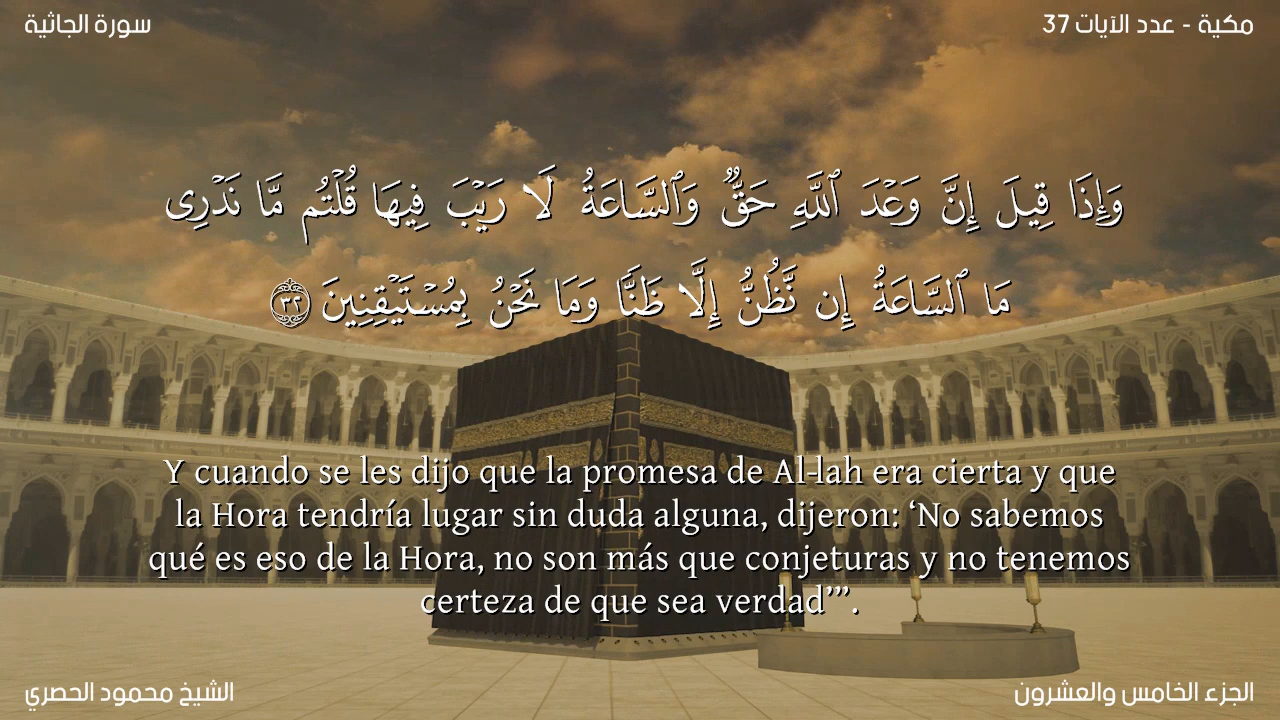 سورة الجاثية
مكية - عدد الآيات 37
وَإِذَا قِيلَ إِنَّ وَعْدَ ٱللَّهِ حَقٌّ وَٱلسَّاعَةُ لَا رَيْبَ فِيهَا قُلْتُم مَّا نَدْرِى
مَا ٱلسَّاعَةُ إِن نَّظُنُّ إِلَّا ظَنًّا وَمَا نَحْنُ بِمُسْتَيْقِنِينَ ٣٢
Y cuando se les dijo que la promesa de Al-lah era cierta y que
la Hora tendría lugar sin duda alguna, dijeron: ‘No sabemos
qué es eso de la Hora, no son más que conjeturas y no tenemos
certeza de que sea verdad’”.
الشيخ محمود الحصري
الجزء الخامس والعشرون